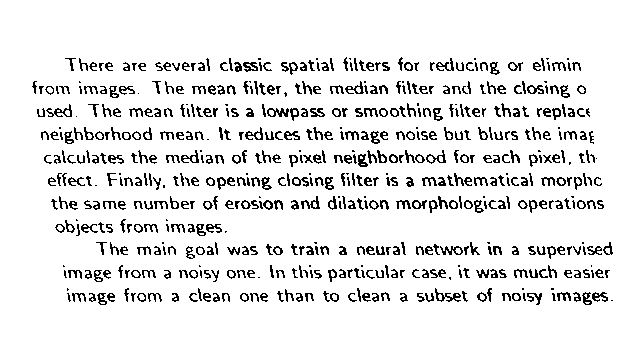 There are several classic spatial filters for reducing or elimin
from images. The mean filter, the median filter and the closing o
used. The mean filter is a lowpass or smoothing filter that replace
neighborhood mean. It reduces the image noise but blurs the imag
calculates the median of the pixel neighborhood for each pixel, th
effect. Finally, the opening closing filter is a mathematical morpho
the same number of erosion and dilation morphological operations
objects from images.
The main goal was to train a neural network in a supervised
image from a noisy one. In this particular case, it was much easier
image from a clean one than to clean a subset of noisy images.